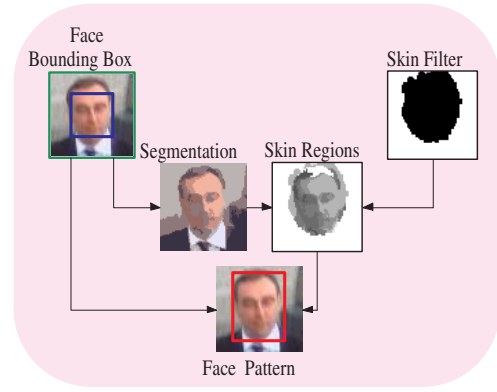 Face
Bounding Box
Skin Filter
Segmentation
Skin Regions
Face Pattern